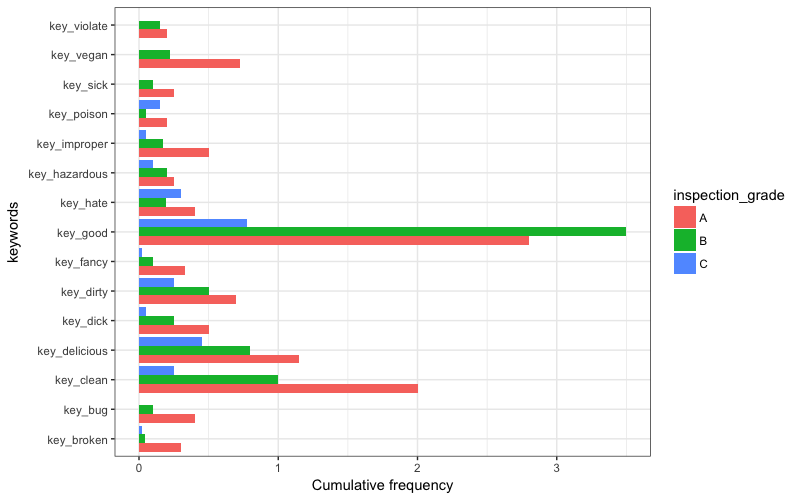 key_violate
key_vegan
key_sick
key_poison
key_improper
key_hazardous
key_hate
key_good
key_fancy
key_dirty
key_dick
key_delicious
key_clean
key_bug
key_broken
keywords
0 1 2 3
Cumulative frequency
inspection_grade
A
B
C